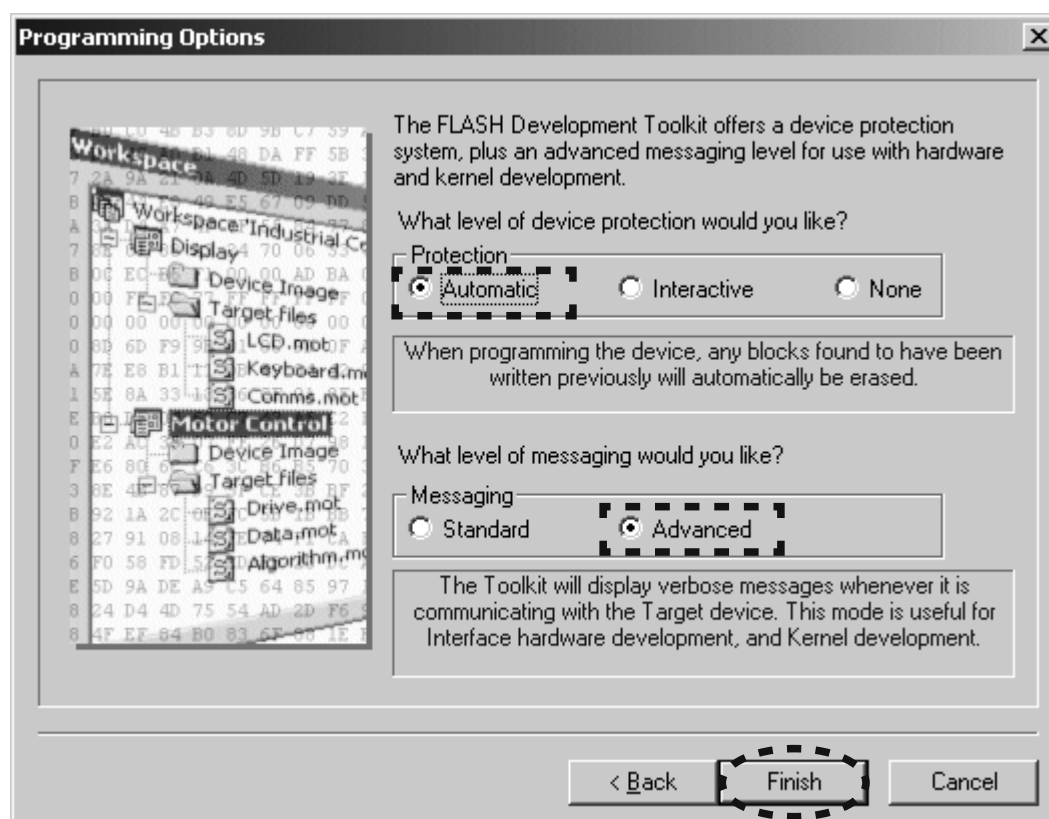 Programming Options
The FLASH Development Toolkit offers a device protection
system, plus an advanced messaging level for use with hardware
and kernel development.
What level of device protection would you like?
Protection
Automatic
Interactive
None
When programming the device, any blocks found to have been
written previously will automatically be erased.
What level of messaging would you like?
Messaging
Standard
Advanced
The Toolkit will display verbose messages whenever it is
communicating with the Target device. This mode is useful for
Interface hardware development, and Kernel development.
Workspace
Workspace "Industrial Co
Display
Device Image
Target files
LCD.mot
Keyboard.m
Comms.mot
Motor Control
Device Image
Target files
Drive.mot
Data.mot
Algorithm.mo
< Back
Finish
Cancel